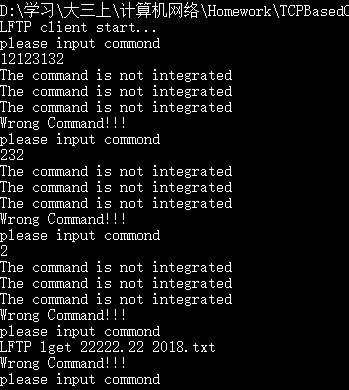 D:\学习\大三上\计算机网络\Homework\TCPBased
LFTP client start...
please input commond
12123132
The command is not integrated
The command is not integrated
The command is not integrated
Wrong Command!!!
please input commond
232
The command is not integrated
The command is not integrated
The command is not integrated
Wrong Command!!!
please input commond
2
The command is not integrated
The command is not integrated
The command is not integrated
Wrong Command!!!
please input commond
LFTP lget 22222.22 2018.txt
Wrong Command!!!
please input commond